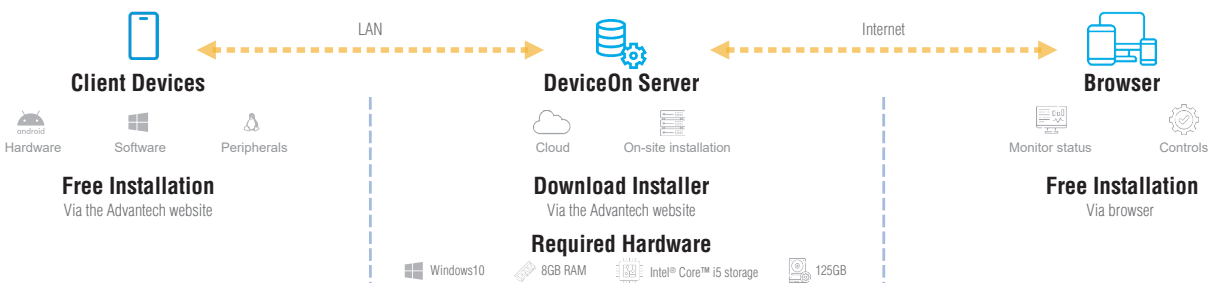 LAN
Internet
Client Devices
DeviceOn Server
Browser
android
Hardware
Software
Peripherals
Cloud
On-site installation
Monitor status
Controls
Free Installation
Download Installer
Free Installation
Via the Advantech website
Via the Advantech website
Via browser
Required Hardware
Windows10
8GB RAM
Intel® Core™ i5 storage
125GB